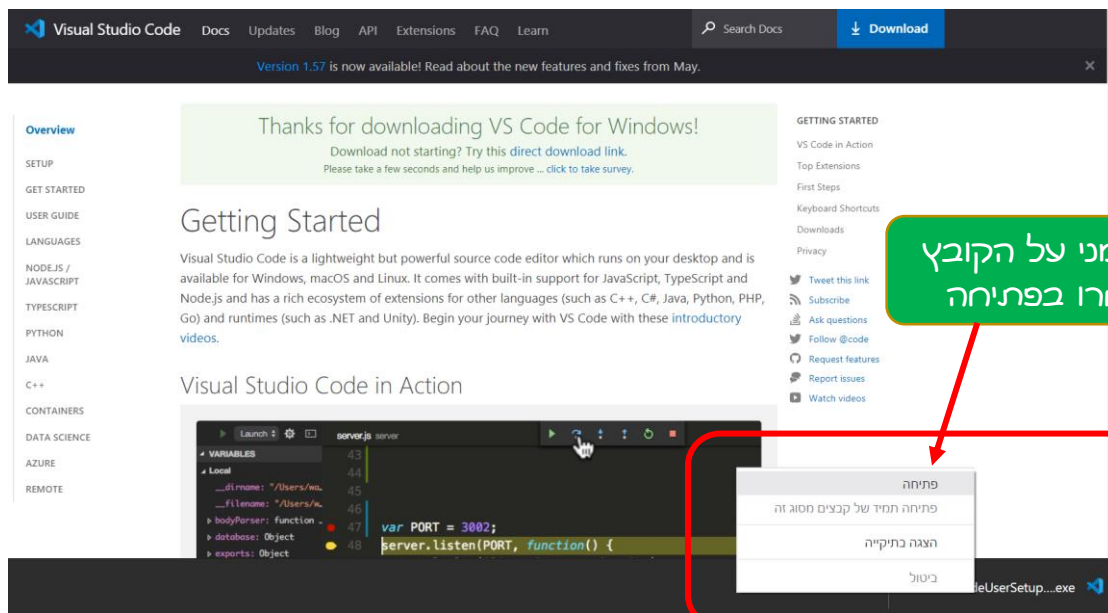 Visual Studio Code Docs Updates Blog API Extensions FAQ Learn Search Docs Download
Version 1.57 is now available! Read about the new features and fixes from May.
Overview
SETUP
GET STARTED
USER GUIDE
LANGUAGES
NODE.JS /
JAVASCRIPT
TYPESCRIPT
PYTHON
JAVA
C++
CONTAINERS
DATA SCIENCE
AZURE
REMOTE
Thanks for downloading VS Code for Windows!
Download not starting? Try this direct download link.
Please take a few seconds and help us improve ... click to take survey.
Getting Started
Visual Studio Code is a lightweight but powerful source code editor which runs on your desktop and is
available for Windows, macOS and Linux. It comes with built-in support for JavaScript, TypeScript and
Node.js and has a rich ecosystem of extensions for other languages (such as C++, C#, Java, Python, PHP,
Go) and runtimes (such as .NET and Unity). Begin your journey with VS Code with these introductory
videos.
Visual Studio Code in Action
Launch server.js server
VARIABLES
Local
__dirname: "/Users/wa…
__filename: "/Users/w…
bodyParser: function …
database: Object
exports: Object
43
44
45
46
47 var PORT = 3002;
48 server.listen(PORT, function() {
GETTING STARTED
VS Code in Action
Top Extensions
First Steps
Keyboard Shortcuts
Downloads
Privacy
Tweet this link
Subscribe
Ask questions
Follow @code
Request features
Report issues
Watch videos
על הקובץ
בפתיחה
פתיחה
פתיחה תמיד של קבצים מסוג זה
הצגה בתיקייה
ביטול
deUserSetup....exe